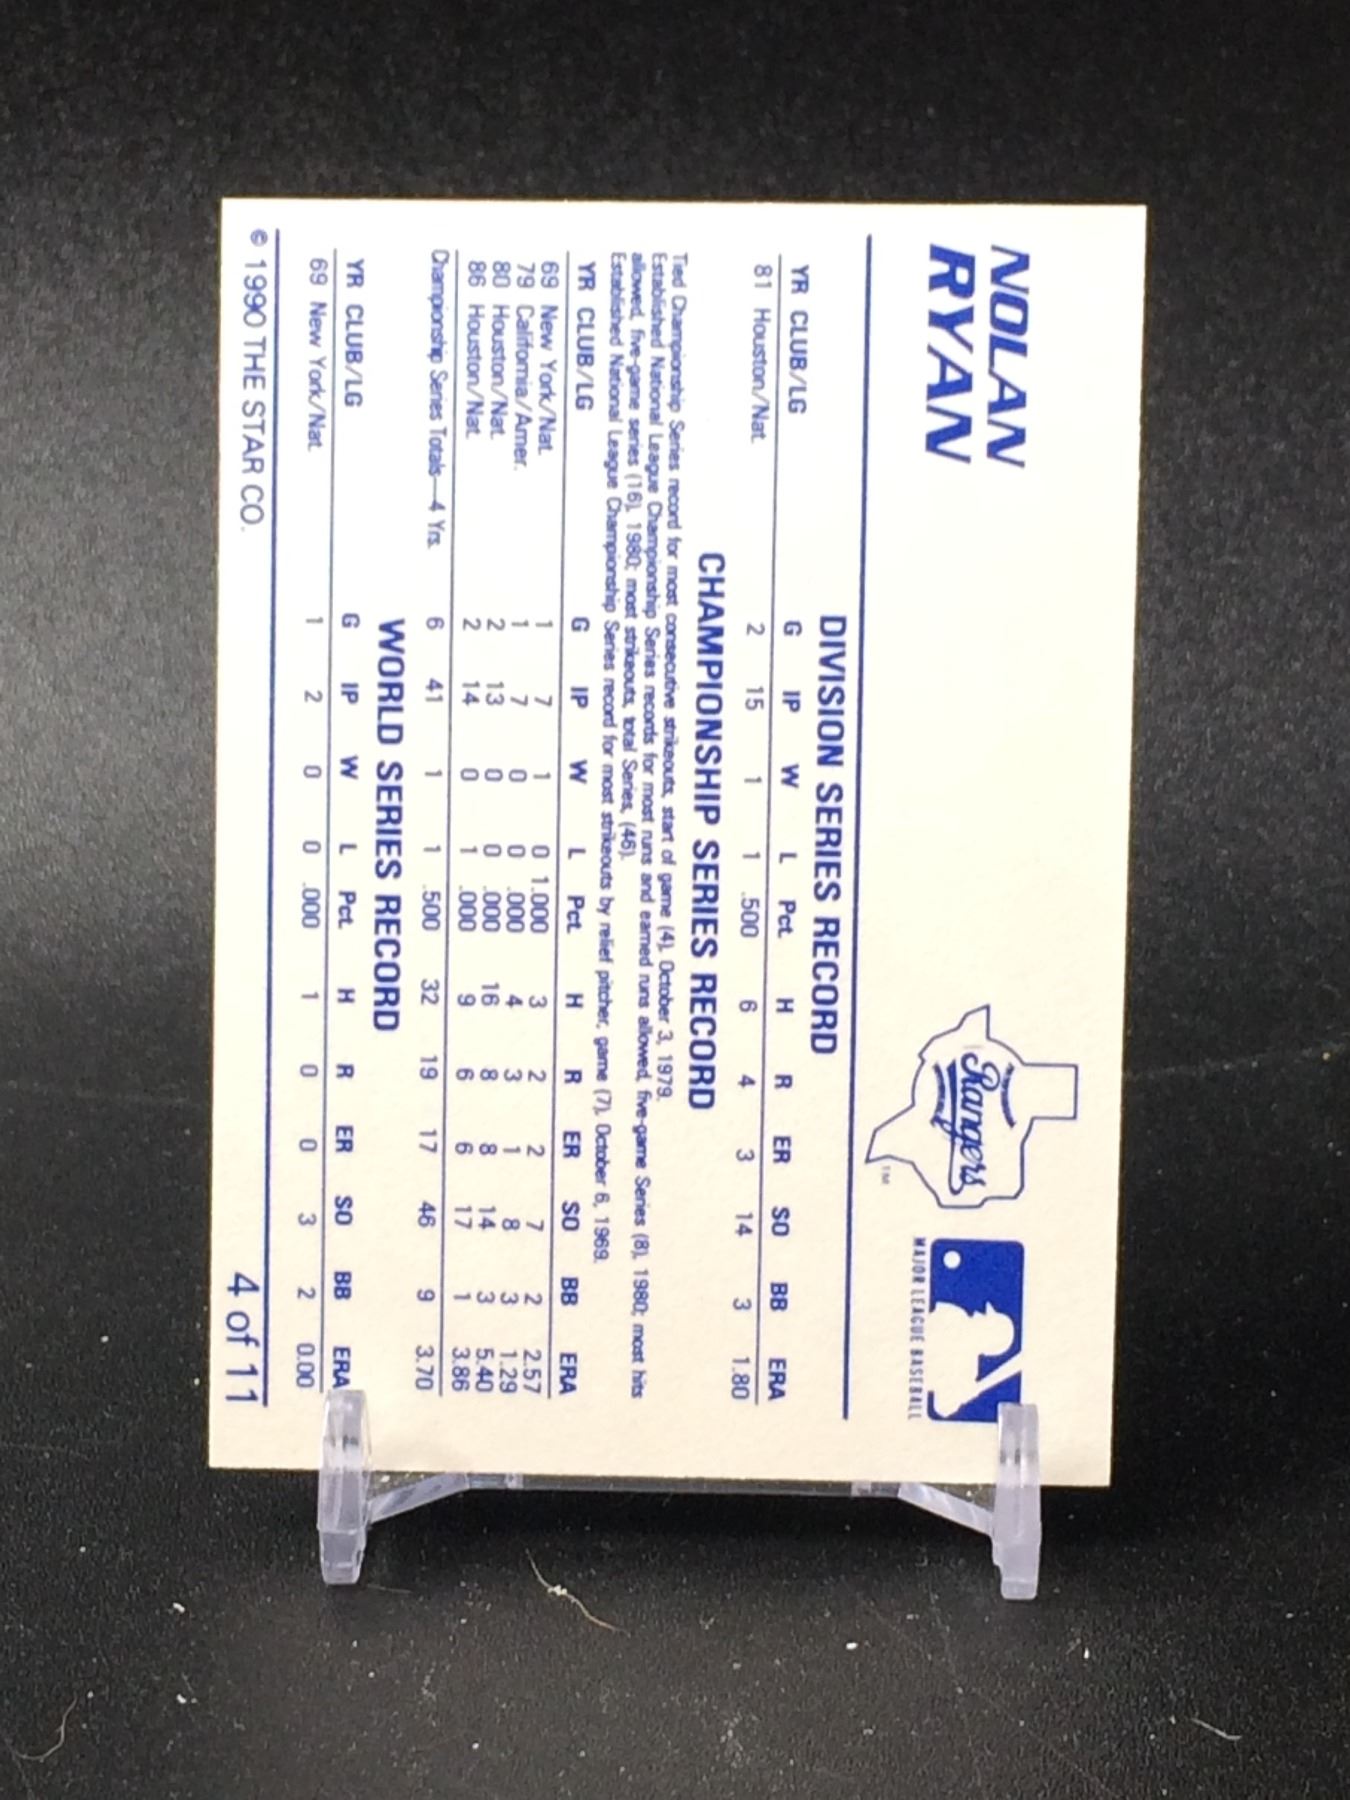 NOLAN
RYAN
Rangers
TM
MAJOR LEAGUE BASEBALL
DIVISION SERIES RECORD
YR CLUB/LG G IP W L Pct. H R ER SO BB ERA
81 Houston/Nat. 2 15 1 1 .500 6 4 3 14 3 1.80
CHAMPIONSHIP SERIES RECORD
Tied Championship Series record for most consecutive strikeouts, start of game (4), October 3, 1979.
Established National League Championship Series records for most runs and earned runs allowed, five-game Series (8), 1980; most hits
allowed, five-game series (16), 1980; most strikeouts, total Series, (46).
Established National League Championship Series record for most strikeouts by relief pitcher, game (7), October 6, 1969.
YR CLUB/LG G IP W L Pct. H R ER SO BB ERA
69 New York/Nat. 1 7 1 0 1.000 3 2 2 7 2 2.57
79 California/Amer. 1 7 0 0 .000 4 3 1 8 3 1.29
80 Houston/Nat. 2 13 0 0 .000 16 8 8 14 3 5.40
86 Houston/Nat. 2 14 0 1 .000 9 6 6 17 1 3.86
Championship Series Totals—4 Yrs. 6 41 1 1 .500 32 19 17 46 9 3.70
WORLD SERIES RECORD
YR CLUB/LG G IP W L Pct. H R ER SO BB ERA
69 New York/Nat. 1 2 0 0 .000 1 0 0 3 2 0.00
© 1990 THE STAR CO. 4 of 11